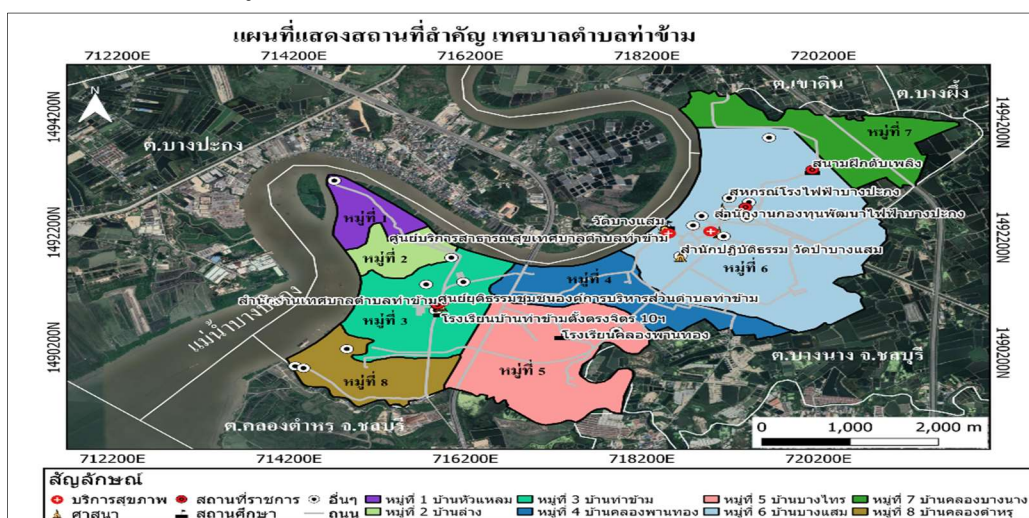 แผนที่แสดงสถานที่สำคัญ เทศบาลตำบลท่าข้าม
712200E 714200E 716200E 718200E 720200E
N
ต.เขาดิน
ต.บางผึ้ง
1494200N 1494200N
ต.บางปะกง
หมู่ที่ 7
สนามฝึกดับเพลิง
สหกรณ์โรงไฟฟ้าบางปะกง
หมู่ที่ 1
วัดบางแสม
สำนักงานกองทุนพัฒนาไฟฟ้าบางปะกง
1492200N 1492200N
ศูนย์บริการสาธารณสุขเทศบาลตำบลท่าข้าม
หมู่ที่ 2
สำนักปฏิบัติธรรม วัดป่าบางแสม
หมู่ที่ 4
หมู่ที่ 6
สำนักงานเทศบาลตำบลท่าข้าม
ศูนย์ยุติธรรมชุมชนองค์การบริหารส่วนตำบลท่าข้าม
แม่น้ำบางปะกง
หมู่ที่ 3
โรงเรียนบ้านท่าข้ามตั้งตรงจิตร 10ฯ
โรงเรียนคลองพานทอง
1490200N 1490200N
ต.บางนาง จ.ชลบุรี
หมู่ที่ 5
หมู่ที่ 8
ต.คลองตำหรุ จ.ชลบุรี
0 1,000 2,000 m
712200E 714200E 716200E 718200E 720200E
สัญลักษณ์
บริการสุขภาพ สถานที่ราชการ อื่นๆ หมู่ที่ 1 บ้านหัวแหลม หมู่ที่ 3 บ้านท่าข้าม หมู่ที่ 5 บ้านบางไทร หมู่ที่ 7 บ้านคลองบางนาง
ศาสนา สถานศึกษา ถนน หมู่ที่ 2 บ้านล่าง หมู่ที่ 4 บ้านคลองพานทอง หมู่ที่ 6 บ้านบางแสม หมู่ที่ 8 บ้านคลองตำหรุ